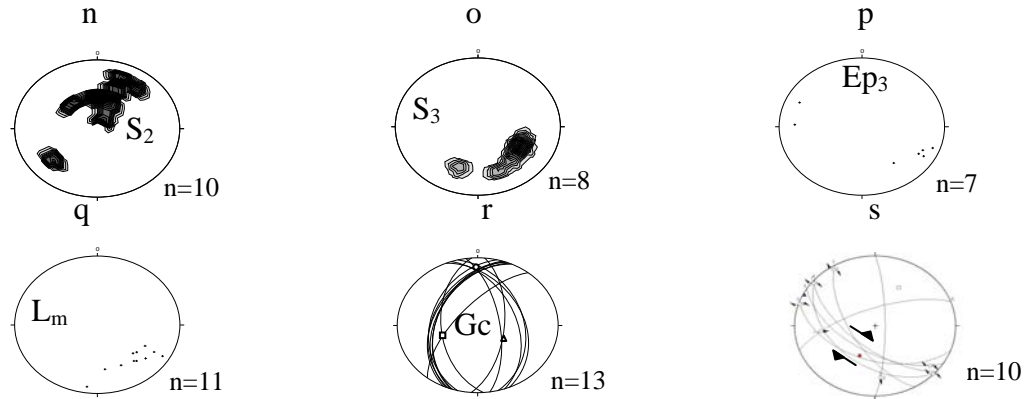 n o p
S2 S3 Ep3
n=10 n=8 n=7
q r s
Lm Gc
n=11 n=13 n=10